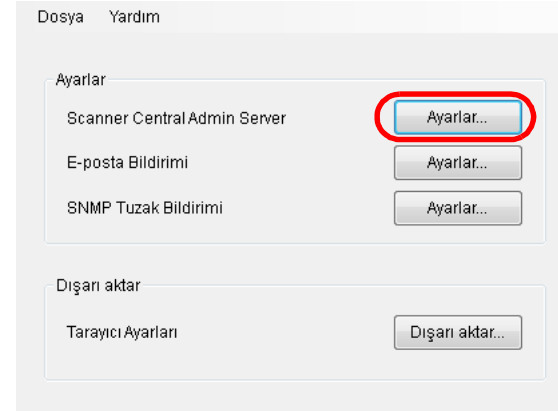 Dosya Yardım
Ayarlar
Scanner Central Admin Server Ayarlar...
E-posta Bildirimi Ayarlar...
SNMP Tuzak Bildirimi Ayarlar...
Dışarı aktar
Tarayıcı Ayarları Dışarı aktar...